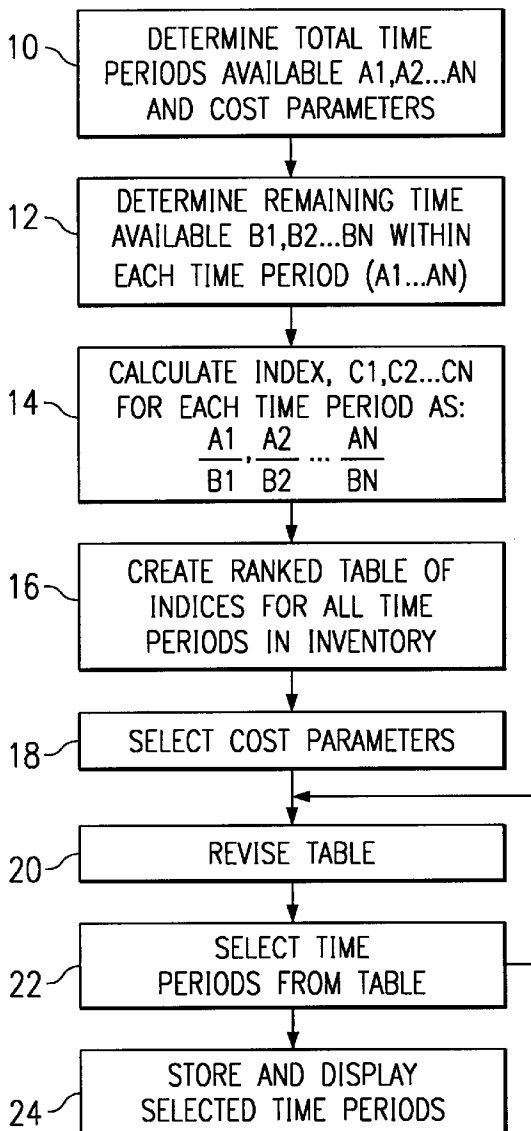 10
DETERMINE TOTAL TIME
PERIODS AVAILABLE A1,A2...AN
AND COST PARAMETERS
12
DETERMINE REMAINING TIME
AVAILABLE B1,B2...BN WITHIN
EACH TIME PERIOD (A1...AN)
14
CALCULATE INDEX, C1,C2...CN
FOR EACH TIME PERIOD AS:
A1/B1, A2/B2 ... AN/BN
16
CREATE RANKED TABLE OF
INDICES FOR ALL TIME
PERIODS IN INVENTORY
18
SELECT COST PARAMETERS
20
REVISE TABLE
22
SELECT TIME
PERIODS FROM TABLE
24
STORE AND DISPLAY
SELECTED TIME PERIODS